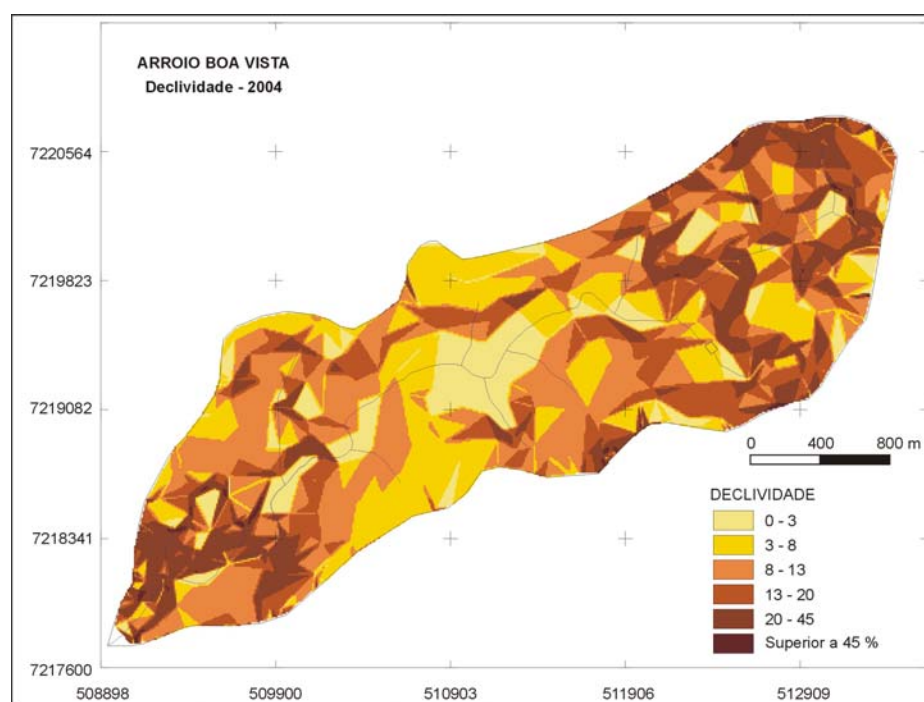 ARROIO BOA VISTA
Declividade - 2004
7220564
7219823
7219082
7218341
7217600
508898 509900 510903 511906 512909
0 400 800 m
DECLIVIDADE
0 - 3
3 - 8
8 - 13
13 - 20
20 - 45
Superior a 45 %